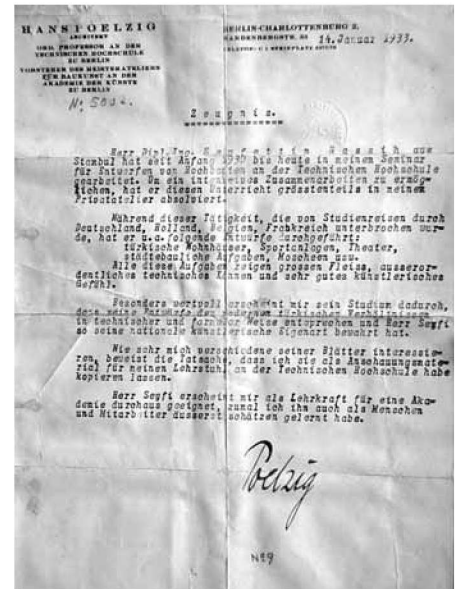 HANS POELZIG
ARCHITEKT
ORD. PROFESSOR AN DER
TECHNISCHEN HOCHSCHULE
ZU BERLIN
VORSTEHER DES MEISTERATELIERS
FÜR BAUKUNST AN DER
AKADEMIE DER KÜNSTE
ZU BERLIN
BERLIN-CHARLOTTENBURG 2,
14. Januar 1933.
Zeugnis.
Herr Dipl.Ing. aus
Stambul hat seit Anfang 1930 bis heute in meinem Seminar
für Entwerfen von Hochbauten an der Technischen Hochschule
gearbeitet. Um ein intensives Zusammenarbeiten zu ermög=
lichen, hat er diesen Unterricht grösstenteils in meinem
Privatatelier absolviert.
Während dieser Tätigkeit, die von Studienreisen durch
Deutschland, Holland, Belgien, Frankreich unterbrochen wur=
de, hat er u.a. folgende Entwürfe durchgeführt:
türkische Wohnhäuser, Sportanlagen, Theater,
städtebauliche Aufgaben, Moscheen usw.
Alle diese Aufgaben zeigen grossen Fleiss, ausseror=
dentliches technisches Können und sehr gutes künstlerisches
Gefühl.
Besonders wertvoll erscheint mir sein Studium dadurch,
dass seine Entwürfe den modernen türkischen Verhältnissen
in technischer und formaler Weise entsprechen und Herr Seyfi
so seine nationale künstlerische Eigenart bewahrt hat.
Wie sehr mich verschiedene seiner Blätter interessie=
ren, beweist die Tatsache, dass ich sie als Anschauungsmate=
rial für meinen Lehrstuhl an der Technischen Hochschule habe
kopieren lassen.
Herr Seyfi erscheint mir als Lehrkraft für eine Aka=
demie durchaus geeignet, zumal ich ihn auch als Menschen
und Mitarbeiter äusserst schätzen gelernt habe.
Poelzig
No 9